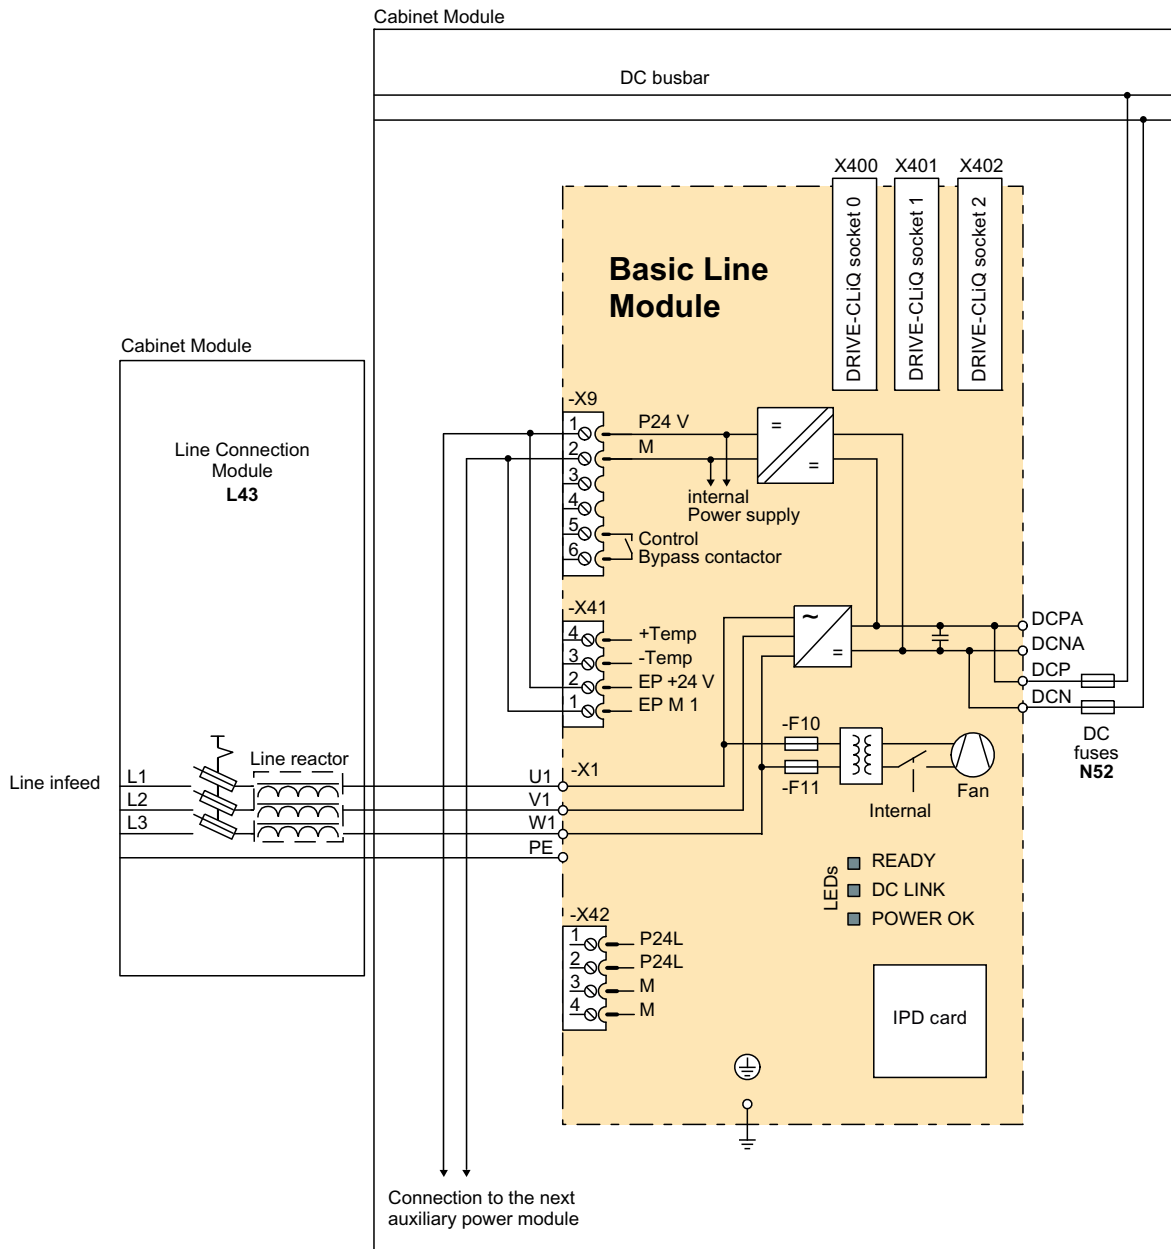 Cabinet Module
DC busbar
X400
X401
X402
DRIVE-CLiQ socket 0
DRIVE-CLiQ socket 1
DRIVE-CLiQ socket 2
Basic Line
Module
Cabinet Module
Line Connection
Module
L43
-X9
1
P24 V
2
M
3
4
5
6
=
=
internal
Power supply
Control
Bypass contactor
-X41
4
+Temp
3
-Temp
2
EP +24 V
1
EP M 1
~
=
DCPA
DCNA
DCP
DCN
DC
fuses
N52
-F10
-F11
Internal
Fan
Line reactor
Line infeed
L1
L2
L3
U1
-X1
V1
W1
PE
LEDs
READY
DC LINK
POWER OK
-X42
1
P24L
2
P24L
3
M
4
M
IPD card
Connection to the next
auxiliary power module